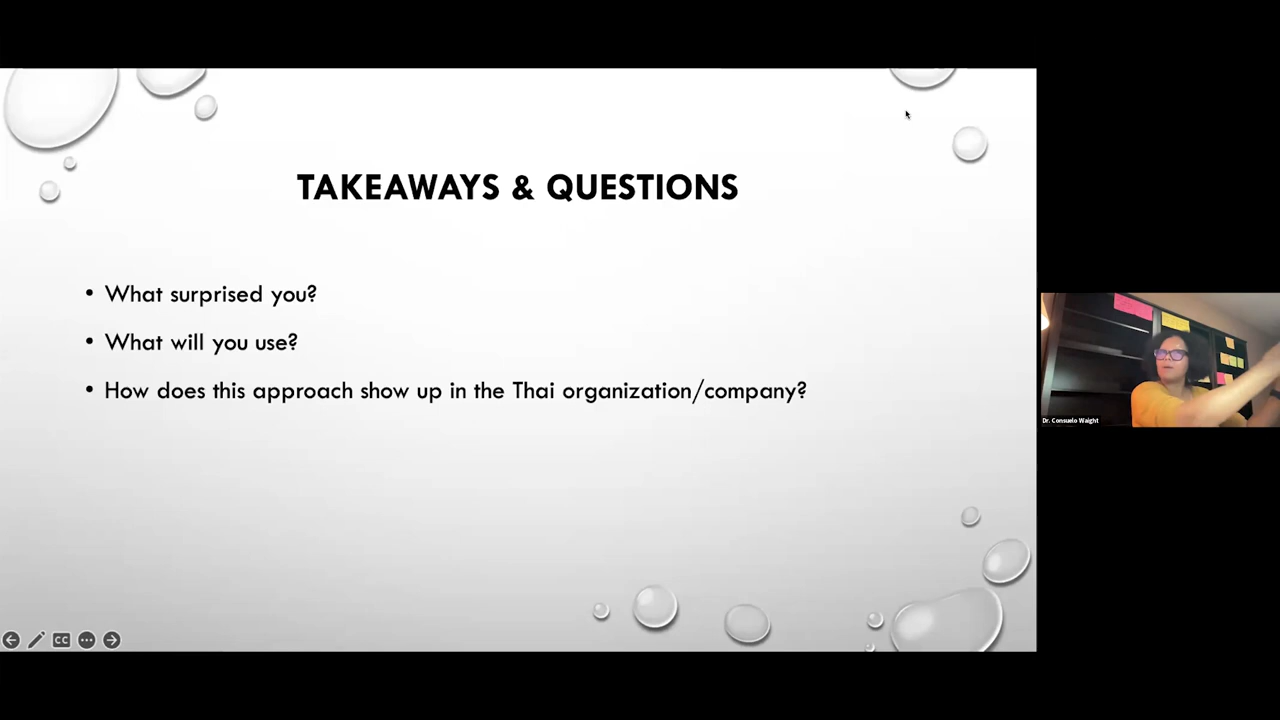 TAKEAWAYS & QUESTIONS
• What surprised you?
• What will you use?
• How does this approach show up in the Thai organization/company?
Dr. Consuelo Waight
CC